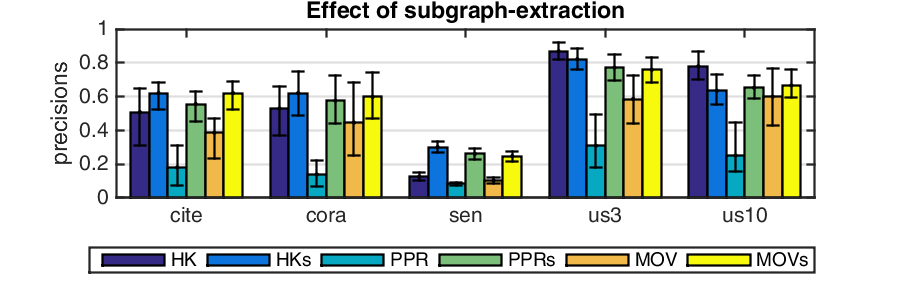 Effect of subgraph-extraction
precisions
1
0.8
0.6
0.4
0.2
0
cite cora sen us3 us10
HK HKs PPR PPRs MOV MOVs